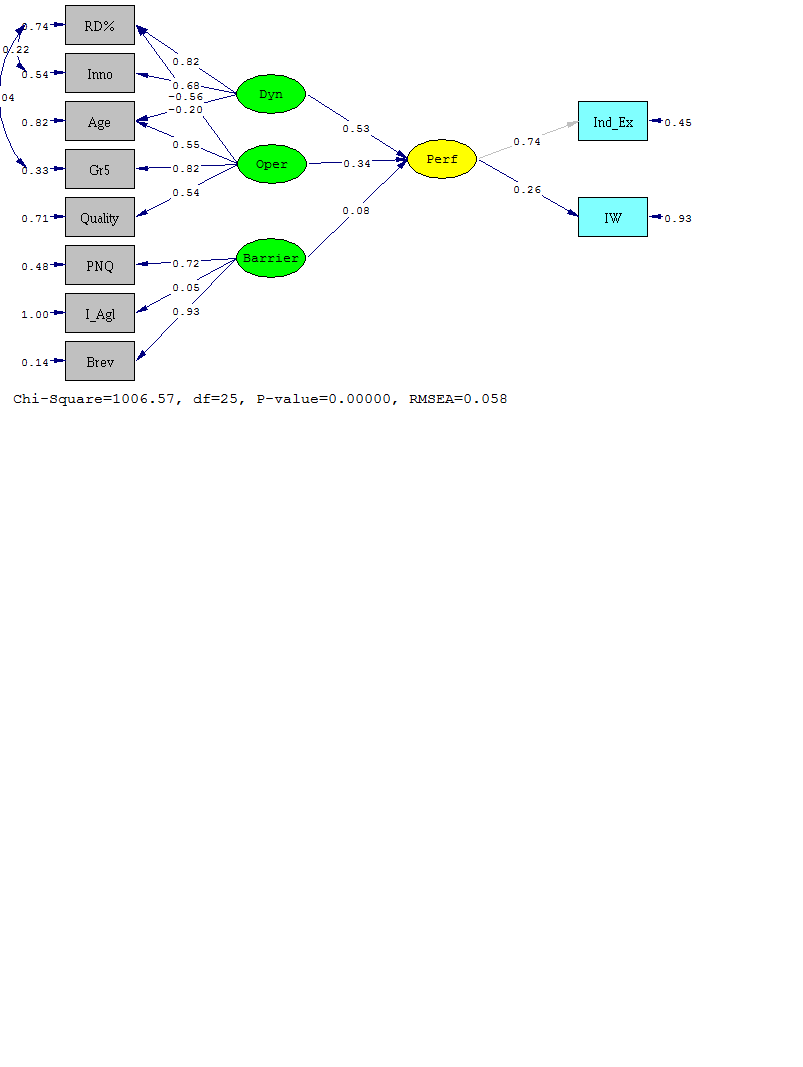 0.74 RD%
0.22
0.54 Inno
04
0.82 Age
0.33 Gr5
0.71 Quality
0.48 PNQ
1.00 I_Agl
0.14 Brev
0.82
0.68
-0.56
-0.20
0.55
0.82
0.54
0.72
0.05
0.93
Dyn
Oper
Barrier
0.53
0.34
0.08
Perf
0.74
0.26
Ind_Ex 0.45
IW 0.93
Chi-Square=1006.57, df=25, P-value=0.00000, RMSEA=0.058